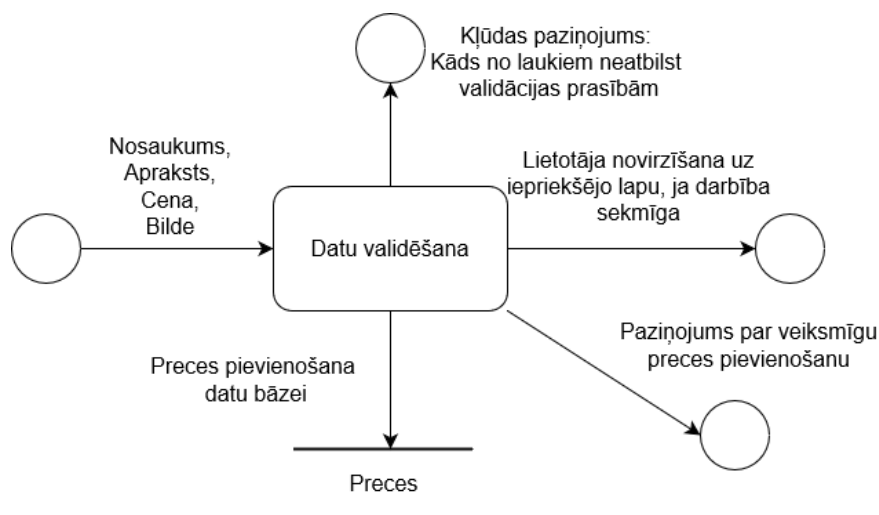 Kļūdas paziņojums:
Kāds no laukiem neatbilst
validācijas prasībām
Nosaukums,
Apraksts,
Cena,
Bilde
Lietotāja novirzīšana uz
iepriekšējo lapu, ja darbība
sekmīga
Datu validēšana
Paziņojums par veiksmīgu
preces pievienošanu
Preces pievienošana
datu bāzei
Preces